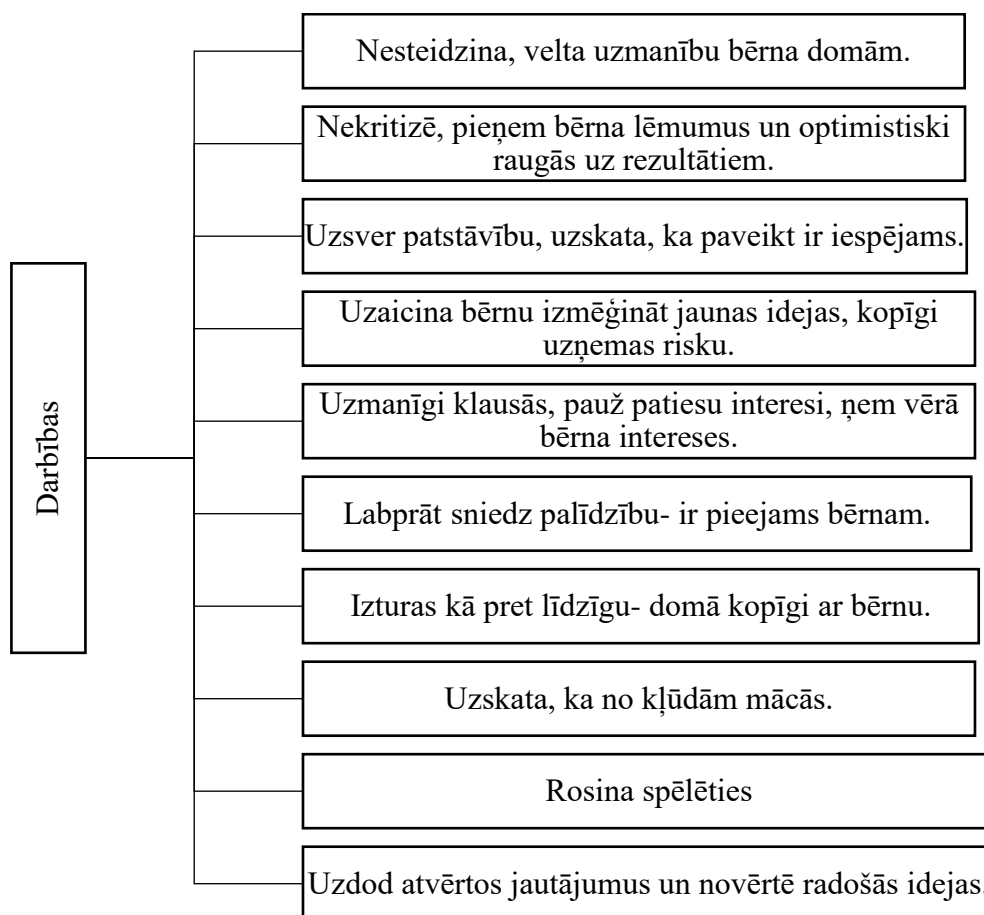 Darbības
Nesteidzina, velta uzmanību bērna domām.
Nekritizē, pieņem bērna lēmumus un optimistiski
raugās uz rezultātiem.
Uzsver patstāvību, uzskata, ka paveikt ir iespējams.
Uzaicina bērnu izmēģināt jaunas idejas, kopīgi
uzņemas risku.
Uzmanīgi klausās, pauž patiesu interesi, ņem vērā
bērna intereses.
Labprāt sniedz palīdzību- ir pieejams bērnam.
Izturas kā pret līdzīgu- domā kopīgi ar bērnu.
Uzskata, ka no kļūdām mācās.
Rosina spēlēties
Uzdod atvērtos jautājumus un novērtē radošās idejas.